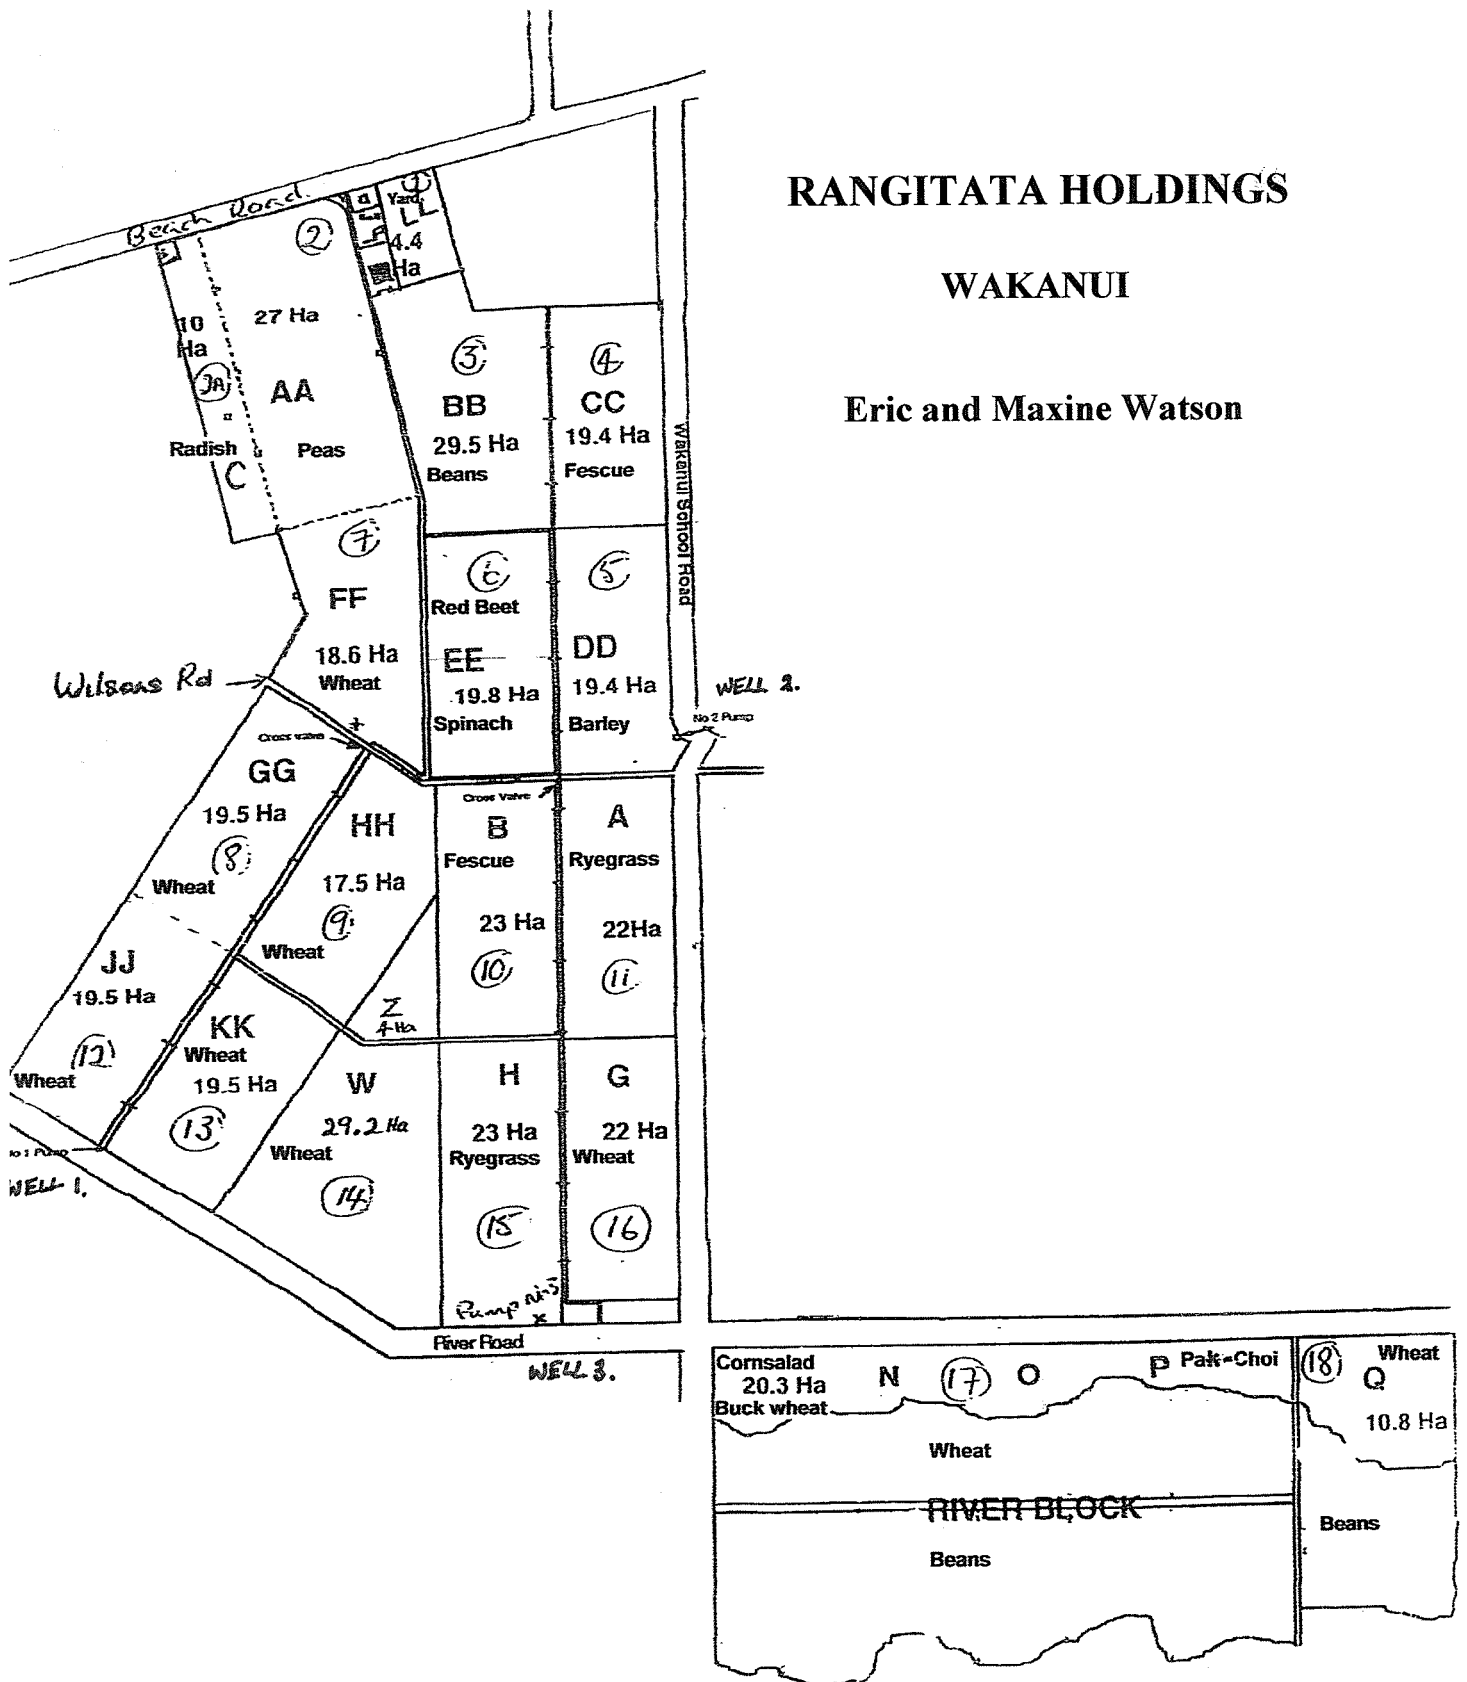 RANGITATA HOLDINGS
WAKANUI
Eric and Maxine Watson
Beach Road
1
Yard
LL
4.4
Ha
2
27 Ha
AA
Peas
10
Ha
Radish
C
3
BB
29.5 Ha
Beans
4
CC
19.4 Ha
Fescue
Wakanui School Road
7
FF
18.6 Ha
Wheat
6
Red Beet
EE
19.8 Ha
Spinach
5
DD
19.4 Ha
Barley
Wilsons Rd
WELL 2.
No 2 Pump
Cross Valve
GG
19.5 Ha
8
Wheat
HH
17.5 Ha
9
Wheat
Cross Valve
B
Fescue
23 Ha
10
A
Ryegrass
22Ha
11
JJ
19.5 Ha
12
Wheat
KK
Wheat
19.5 Ha
13
Z
4 Ha
W
29.2 Ha
Wheat
14
H
23 Ha
Ryegrass
15
G
22 Ha
Wheat
16
No 1 Pump
WELL 1.
Pump No3
x
River Road
WELL 3.
Cornsalad
20.3 Ha
Buck wheat
N
17
O
P
Pak-Choi
18
Wheat
Q
10.8 Ha
Wheat
RIVER BLOCK
Beans
Beans